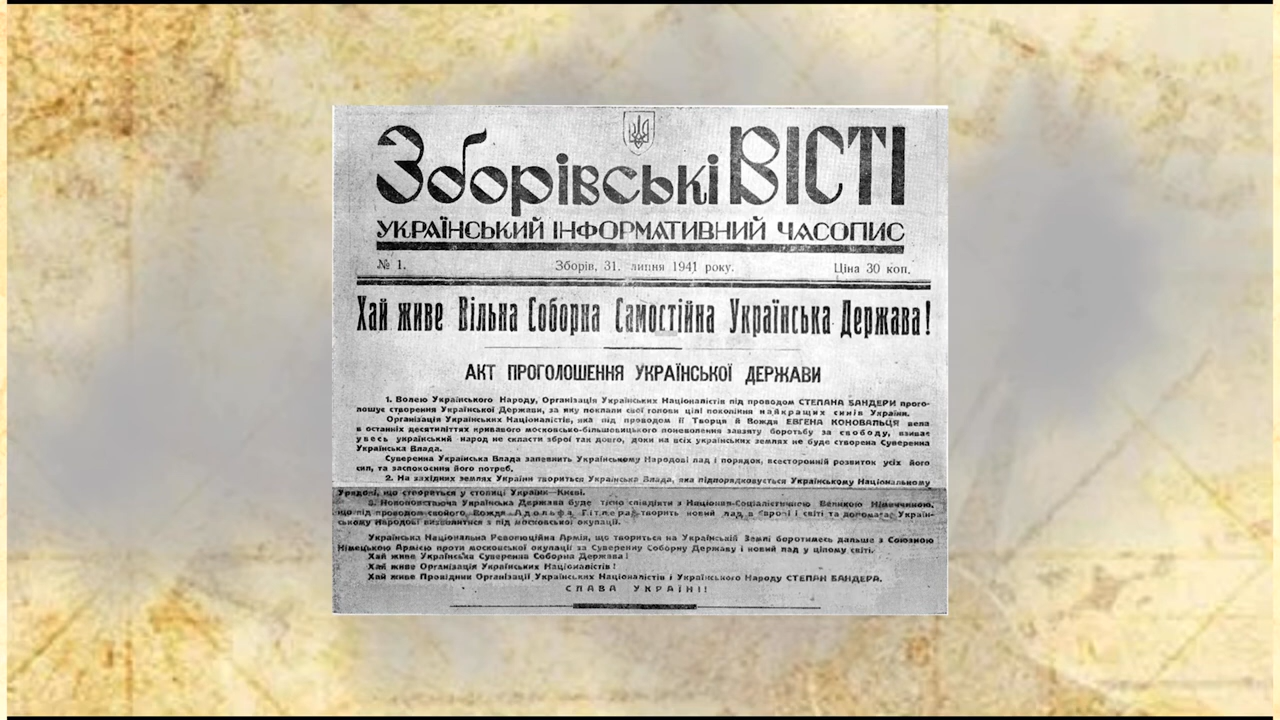 Зборівські ВІСТІ
УКРАЇНСЬКИЙ ІНФОРМАТИВНИЙ ЧАСОПИС
№ 1. Зборів, 31. липня 1941 року. Ціна 30 коп.
Хай живе Вільна Соборна Самостійна Українська Держава!
АКТ ПРОГОЛОШЕННЯ УКРАЇНСЬКОЇ ДЕРЖАВИ
1. Волею Українського Народу, Організація Українських Націоналістів під проводом СТЕПАНА БАНДЕРИ прого-
лошує створення Української Держави, за яку поклали свої голови цілі покоління найкращих синів України.
Організація Українських Націоналістів, яка під проводом її Творця й Вождя ЕВГЕНА КОНОВАЛЬЦЯ вела
в останніх десятиліттях кривавого московсько-більшевицького поневолення завзяту боротьбу за свободу, взиває
увесь український народ не скласти зброї так довго, доки на всіх українських землях не буде створена Суверенна
Українська Влада.
Суверенна Українська Влада запевнить Українському Народові лад і порядок, всесторонній розвиток усіх його
сил, та заспокоєння його потреб.
2. На західних землях України твориться Українська Влада, яка підпорядковується Українському Національному
Урядові, що створиться у столиці України—Києві.
3. Новоповстаюча Українська Держава буде тісно співдіяти з Націонал-Соціялістичною Великою Німеччиною,
що під проводом свойого Вождя Адольфа Гітлера творить новий лад в Європі і світі та допомагає Україн-
ському Народові визволитися з під московської окупації.
Українська Національна Революційна Армія, що твориться на Українській Землі боротимесь дальше з Союзною
Німецькою Армією проти московської окупації за Суверенну Соборну Державу і новий лад у цілому світі.
Хай живе Українська Суверенна Соборна Держава!
Хай живе Організація Українських Націоналістів!
Хай живе Провідник Організації Українських Націоналістів і Українського Народу СТЕПАН БАНДЕРА.
СЛАВА УКРАЇНІ!